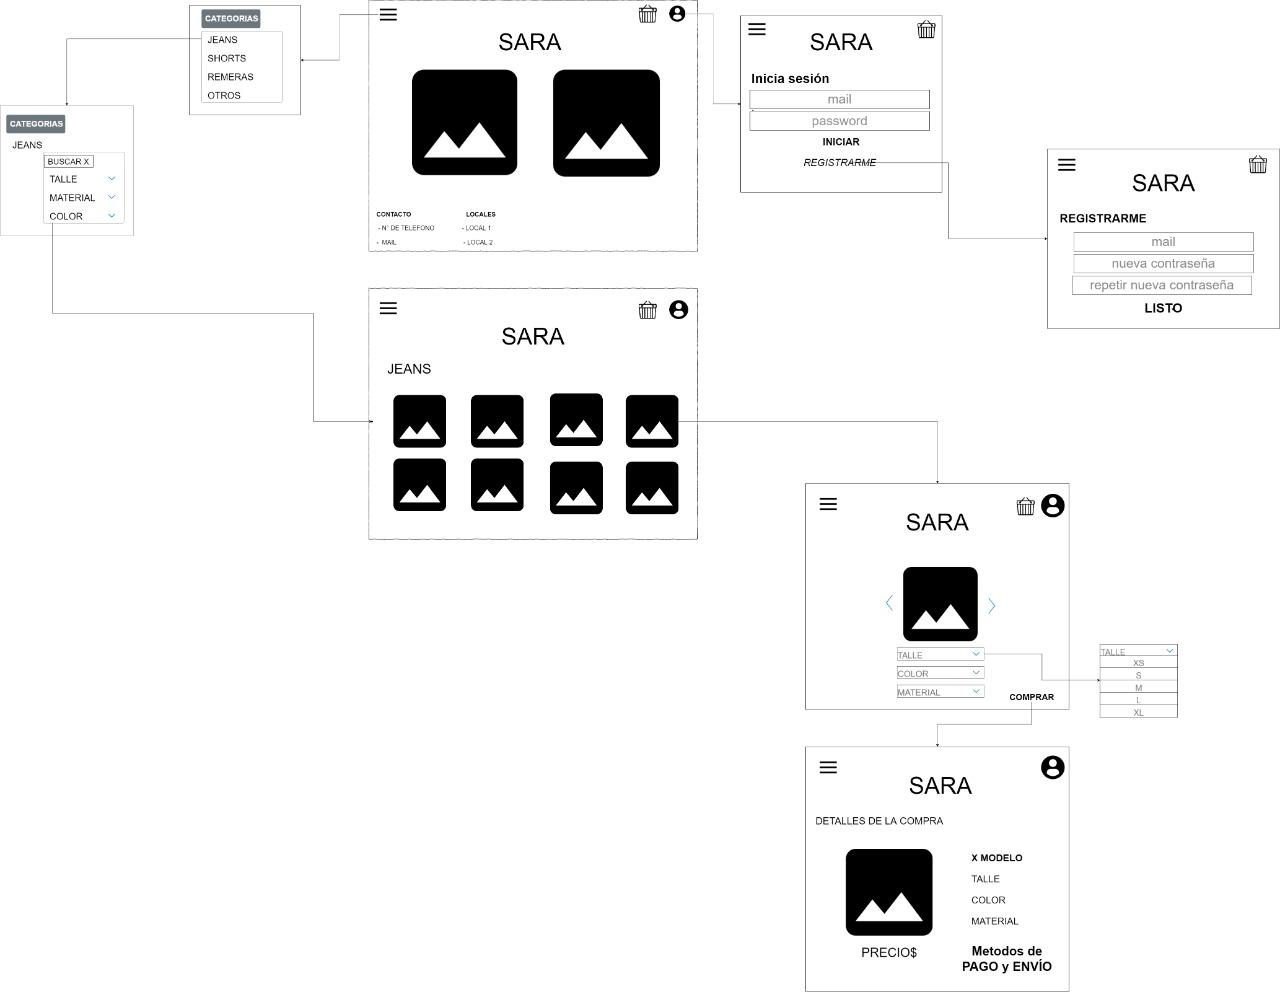 CATEGORIAS
JEANS
SHORTS
REMERAS
OTROS
CATEGORIAS
JEANS
BUSCAR X
TALLE
MATERIAL
COLOR
SARA
CONTACTO
- N° DE TELEFONO
- MAIL
LOCALES
- LOCAL 1
- LOCAL 2
SARA
Inicia sesión
mail
password
INICIAR
REGISTRARME
SARA
REGISTRARME
mail
nueva contraseña
repetir nueva contraseña
LISTO
SARA
JEANS
SARA
TALLE
COLOR
MATERIAL
COMPRAR
TALLE
XS
S
M
L
XL
SARA
DETALLES DE LA COMPRA
X MODELO
TALLE
COLOR
MATERIAL
PRECIO$
Metodos de
PAGO y ENVÍO